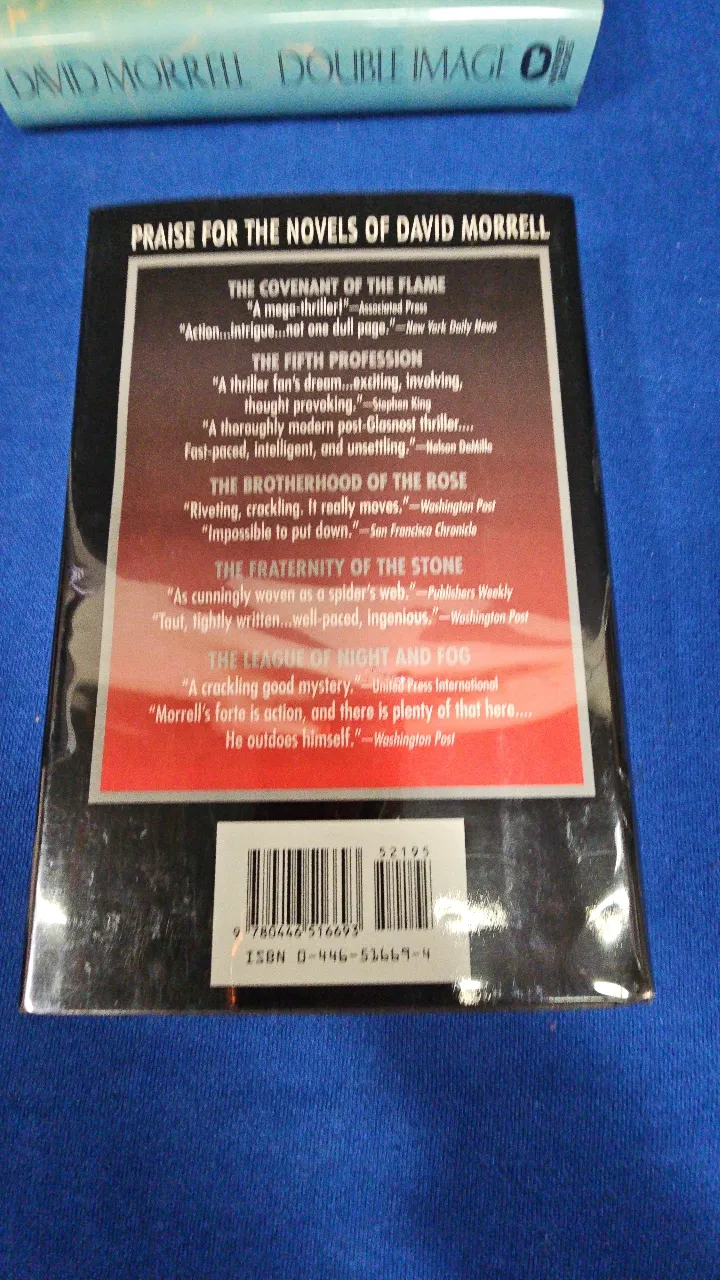 DAVID MORRELL DOUBLE IMAGE
PRAISE FOR THE NOVELS OF DAVID MORRELL
THE COVENANT OF THE FLAME
"A mega-thriller!"—Associated Press
"Action...intrigue...not one dull page."—New York Daily News
THE FIFTH PROFESSION
"A thriller fan's dream...exciting, involving,
thought provoking."—Stephen King
"A thoroughly modern post-Glasnost thriller....
Fast-paced, intelligent, and unsettling."—Nelson DeMille
THE BROTHERHOOD OF THE ROSE
"Riveting, crackling. It really moves."—Washington Post
"Impossible to put down."—San Francisco Chronicle
THE FRATERNITY OF THE STONE
"As cunningly woven as a spider's web."—Publishers Weekly
"Taut, tightly written...well-paced, ingenious."—Washington Post
THE LEAGUE OF NIGHT AND FOG
"A crackling good mystery."—United Press International
"Morrell's forte is action, and there is plenty of that here....
He outdoes himself."—Washington Post
52195
9 780446 516693
ISBN 0-446-51669-4